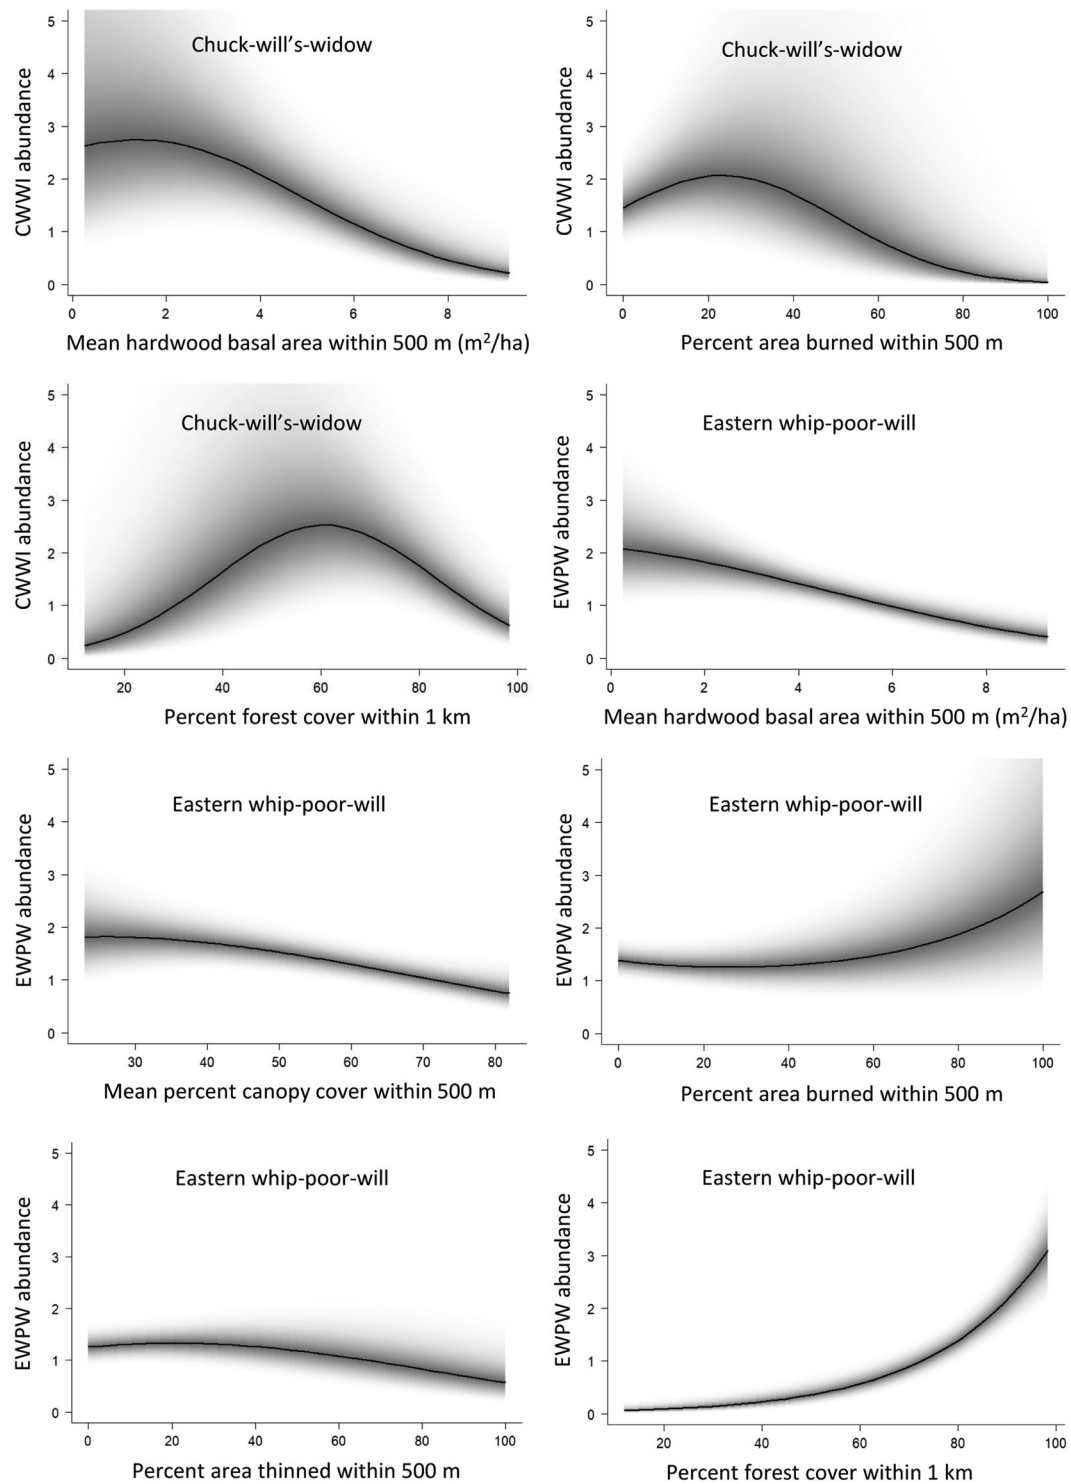 5
Chuck-will's-widow
4
3
2
1
0
CWWI abundance
0 2 4 6 8
Mean hardwood basal area within 500 m (m²/ha)
5
Chuck-will's-widow
4
3
2
1
0
CWWI abundance
0 20 40 60 80 100
Percent area burned within 500 m
5
Chuck-will's-widow
4
3
2
1
0
CWWI abundance
20 40 60 80 100
Percent forest cover within 1 km
5
Eastern whip-poor-will
4
3
2
1
0
EWPW abundance
0 2 4 6 8
Mean hardwood basal area within 500 m (m²/ha)
5
Eastern whip-poor-will
4
3
2
1
0
EWPW abundance
30 40 50 60 70 80
Mean percent canopy cover within 500 m
5
Eastern whip-poor-will
4
3
2
1
0
EWPW abundance
0 20 40 60 80 100
Percent area burned within 500 m
5
Eastern whip-poor-will
4
3
2
1
0
EWPW abundance
0 20 40 60 80 100
Percent area thinned within 500 m
5
Eastern whip-poor-will
4
3
2
1
0
EWPW abundance
20 40 60 80 100
Percent forest cover within 1 km